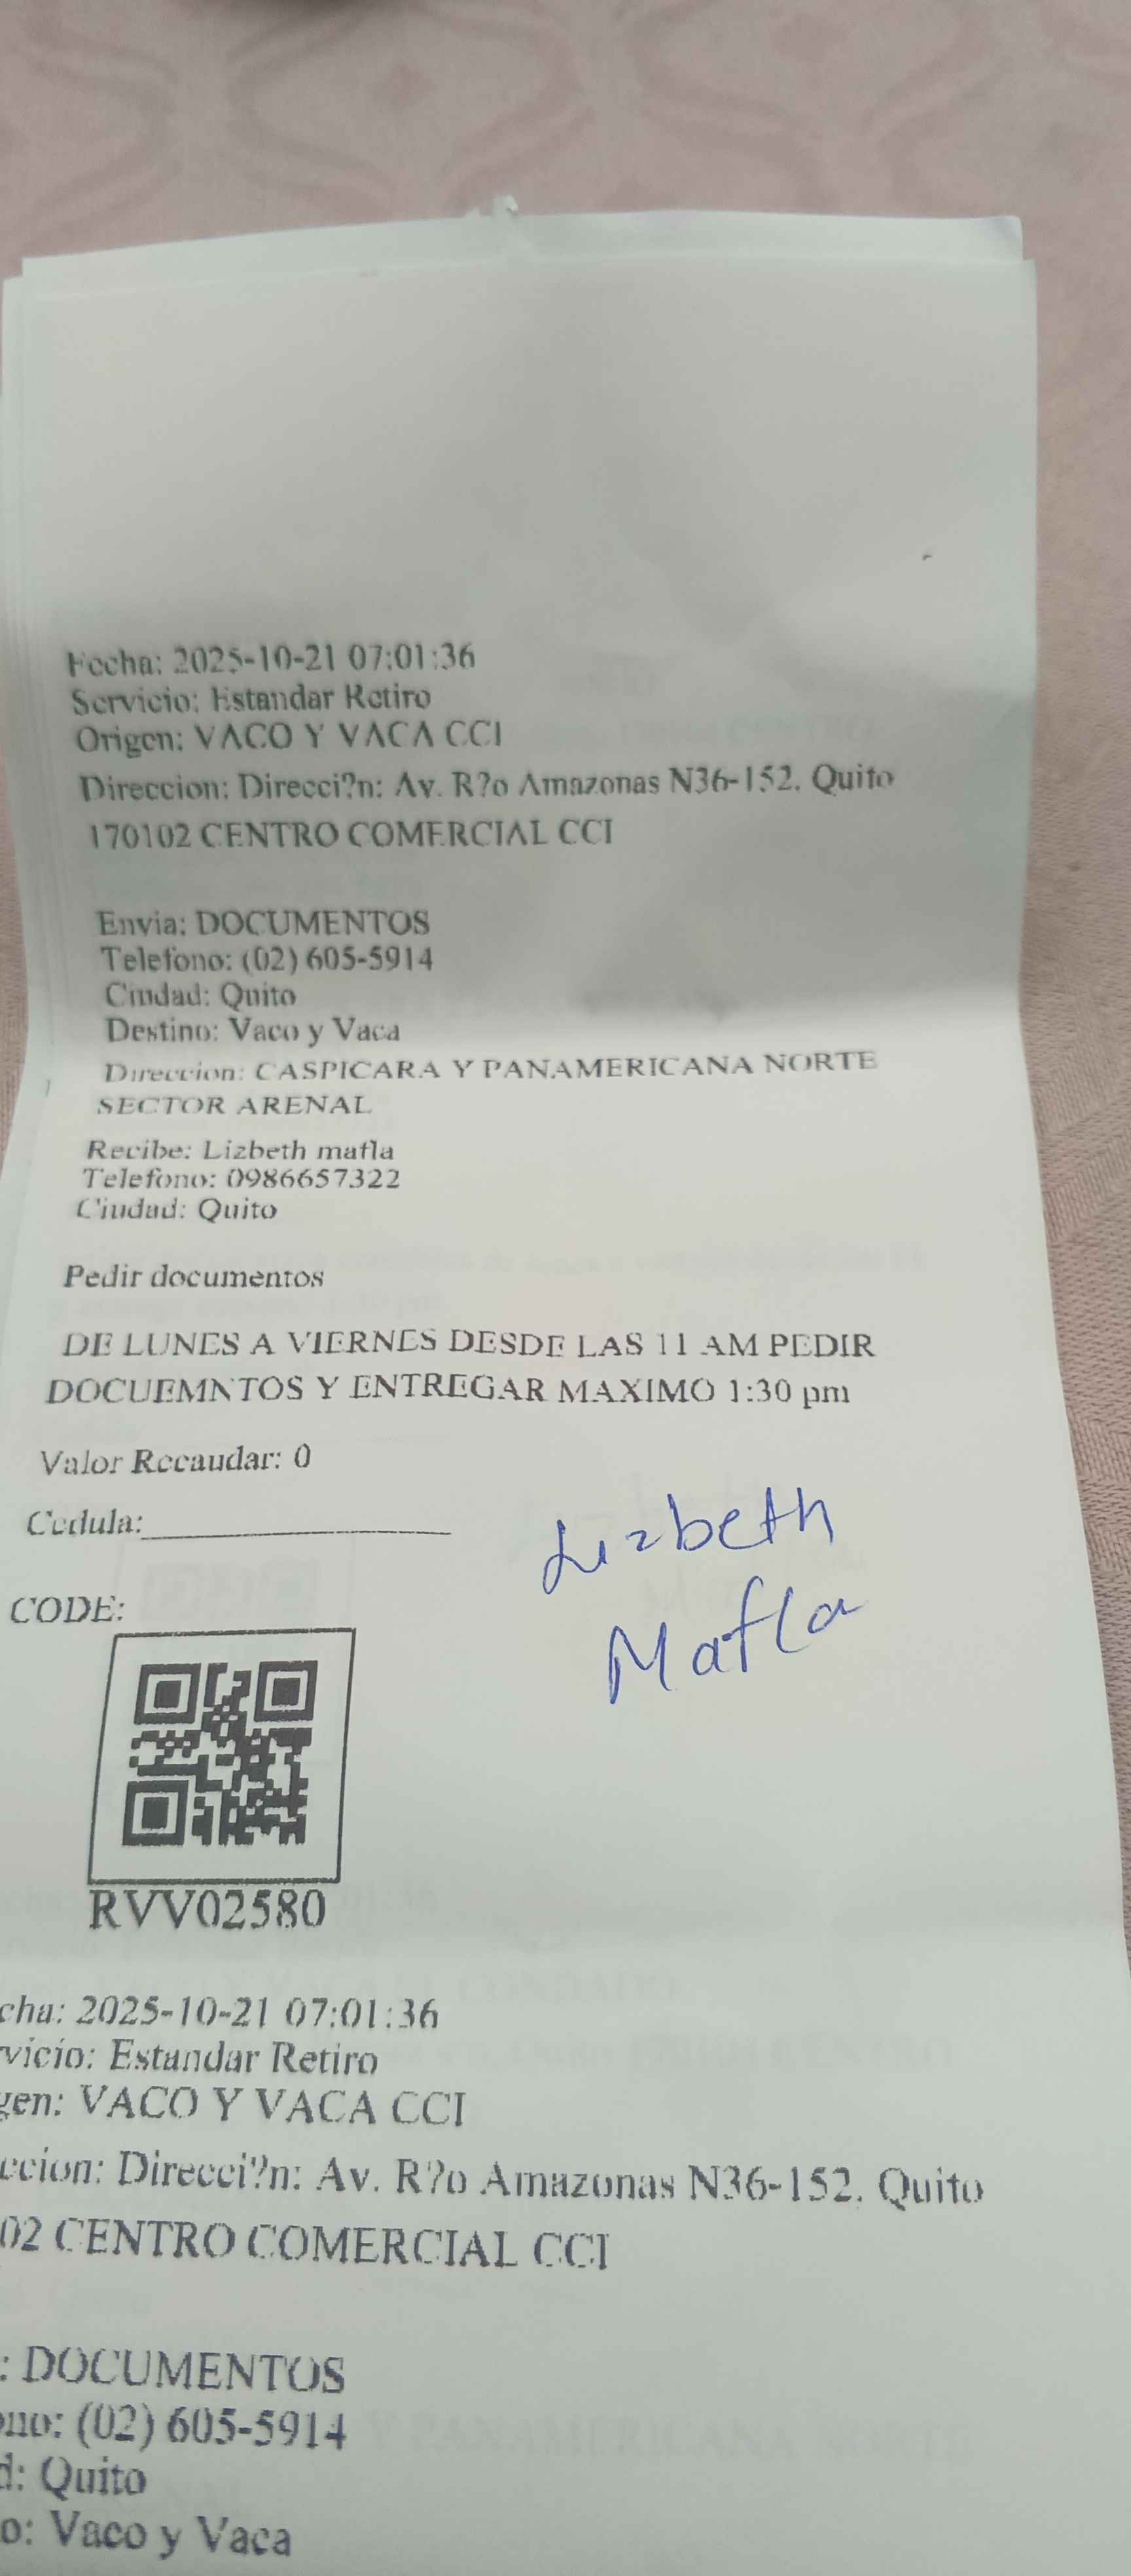 Fecha: 2025-10-21 07:01:36
Servicio: Estandar Retiro
Origen: VACO Y VACA CCI
Direccion: Direcci?n: Av. R?o Amazonas N36-152, Quito
170102 CENTRO COMERCIAL CCI
Envia: DOCUMENTOS
Telefono: (02) 605-5914
Ciudad: Quito
Destino: Vaco y Vaca
Direccion: CASPICARA Y PANAMERICANA NORTE
SECTOR ARENAL
Recibe: Lizbeth mafla
Telefono: 0986657322
Ciudad: Quito
Pedir documentos
DE LUNES A VIERNES DESDE LAS 11 AM PEDIR
DOCUEMNTOS Y ENTREGAR MAXIMO 1:30 pm
Valor Recaudar: 0
Cedula:
Lizbeth
Mafla
CODE:
RVV02580
cha: 2025-10-21 07:01:36
rvicio: Estandar Retiro
gen: VACO Y VACA CCI
eccion: Direcci?n: Av. R?o Amazonas N36-152, Quito
02 CENTRO COMERCIAL CCI
: DOCUMENTOS
ono: (02) 605-5914
d: Quito
o: Vaco y Vaca